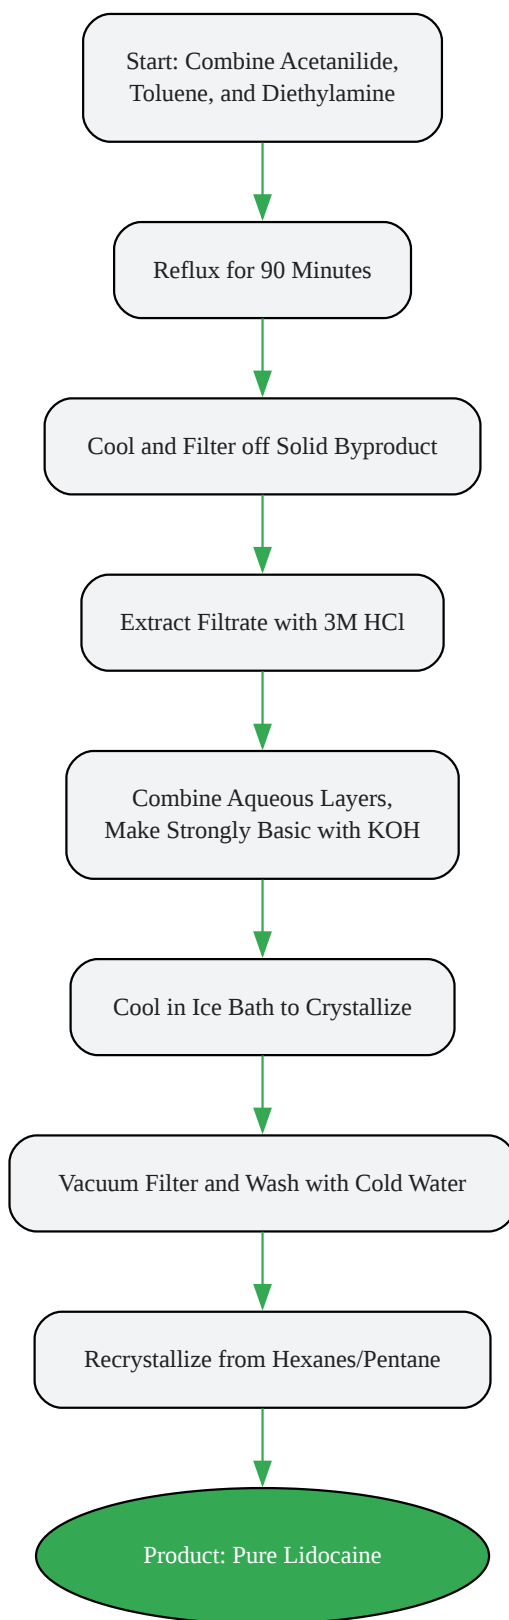 Start: Combine Acetanilide,
Toluene, and Diethylamine
Reflux for 90 Minutes
Cool and Filter off Solid Byproduct
Extract Filtrate with 3M HCl
Combine Aqueous Layers,
Make Strongly Basic with KOH
Cool in Ice Bath to Crystallize
Vacuum Filter and Wash with Cold Water
Recrystallize from Hexanes/Pentane
Product: Pure Lidocaine